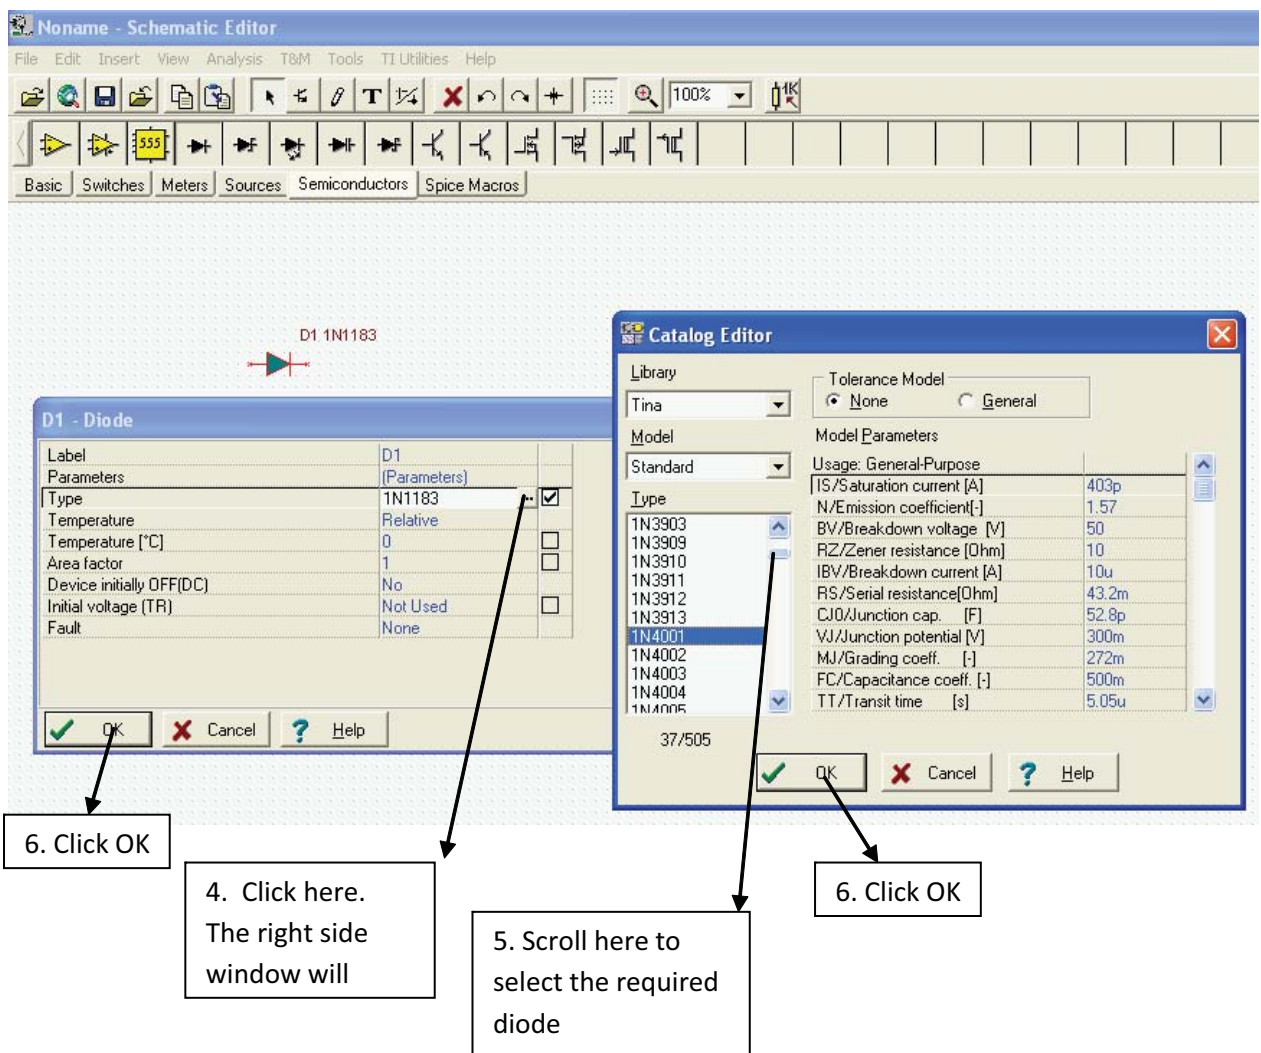 Noname - Schematic Editor
File Edit Insert View Analysis T&M Tools TI Utilities Help
T 100% 1K
555
Basic Switches Meters Sources Semiconductors Spice Macros
D1 1N1183
D1 - Diode
Label D1
Parameters (Parameters)
Type 1N1183 ...
Temperature Relative
Temperature [°C] 0
Area factor 1
Device initially OFF(DC) No
Initial voltage (TR) Not Used
Fault None
OK Cancel ? Help
Catalog Editor
Library
Tina
Tolerance Model
None General
Model
Standard
Type
1N3903
1N3909
1N3910
1N3911
1N3912
1N3913
1N4001
1N4002
1N4003
1N4004
1N4005
37/505
Model Parameters
Usage: General-Purpose
IS/Saturation current [A] 403p
N/Emission coefficient[-] 1.57
BV/Breakdown voltage [V] 50
RZ/Zener resistance [Ohm] 10
IBV/Breakdown current [A] 10u
RS/Serial resistance[Ohm] 43.2m
CJO/Junction cap. [F] 52.8p
VJ/Junction potential [V] 300m
MJ/Grading coeff. [-] 272m
FC/Capacitance coeff. [-] 500m
TT/Transit time [s] 5.05u
OK Cancel ? Help
6. Click OK
4. Click here.
The right side
window will
5. Scroll here to
select the required
diode
6. Click OK